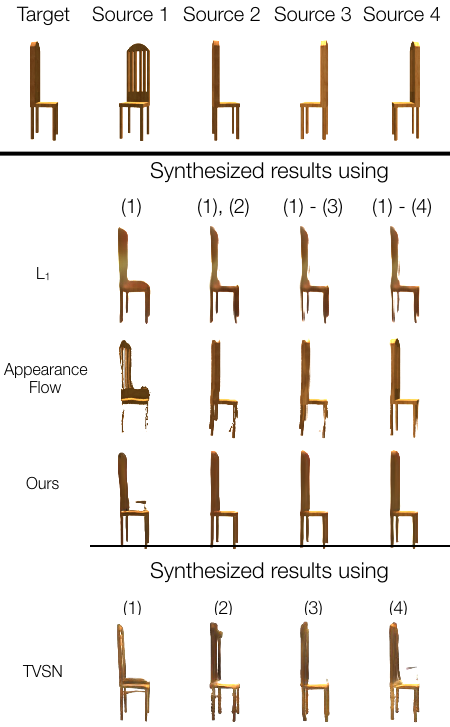 Target Source 1 Source 2 Source 3 Source 4
Synthesized results using
(1) (1), (2) (1) - (3) (1) - (4)
L1
Appearance
Flow
Ours
Synthesized results using
(1) (2) (3) (4)
TVSN